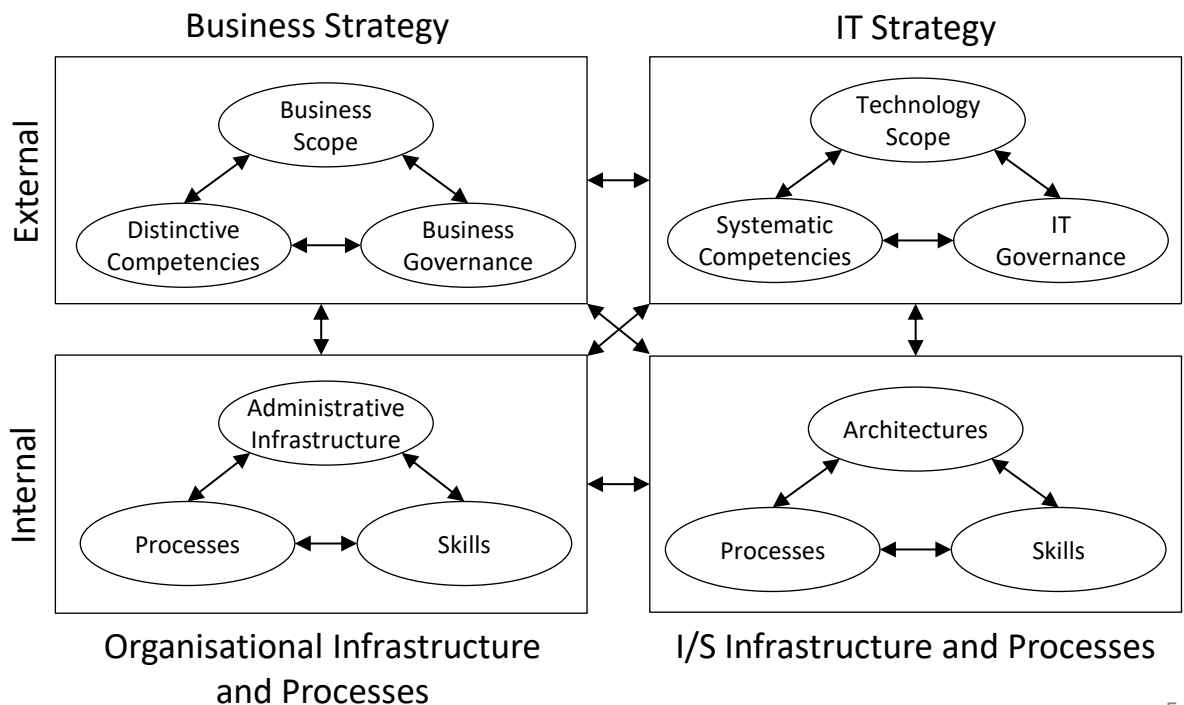 Business Strategy
IT Strategy
External
Business
Scope
Distinctive
Competencies
Business
Governance
Technology
Scope
Systematic
Competencies
IT
Governance
Internal
Administrative
Infrastructure
Processes
Skills
Architectures
Processes
Skills
Organisational Infrastructure
and Processes
I/S Infrastructure and Processes